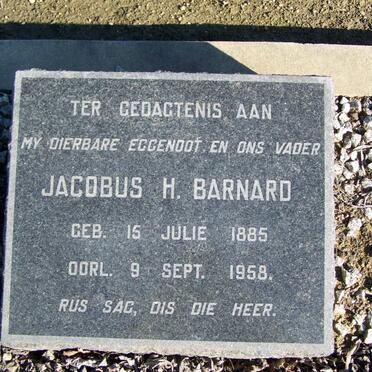 TER GEDAGTENIS AAN
MY DIERBARE EGGENOOT EN ONS VADER
JACOBUS H. BARNARD
GEB. 15 JULIE 1885
OORL. 9 SEPT. 1958.
RUS SAG, DIS DIE HEER.